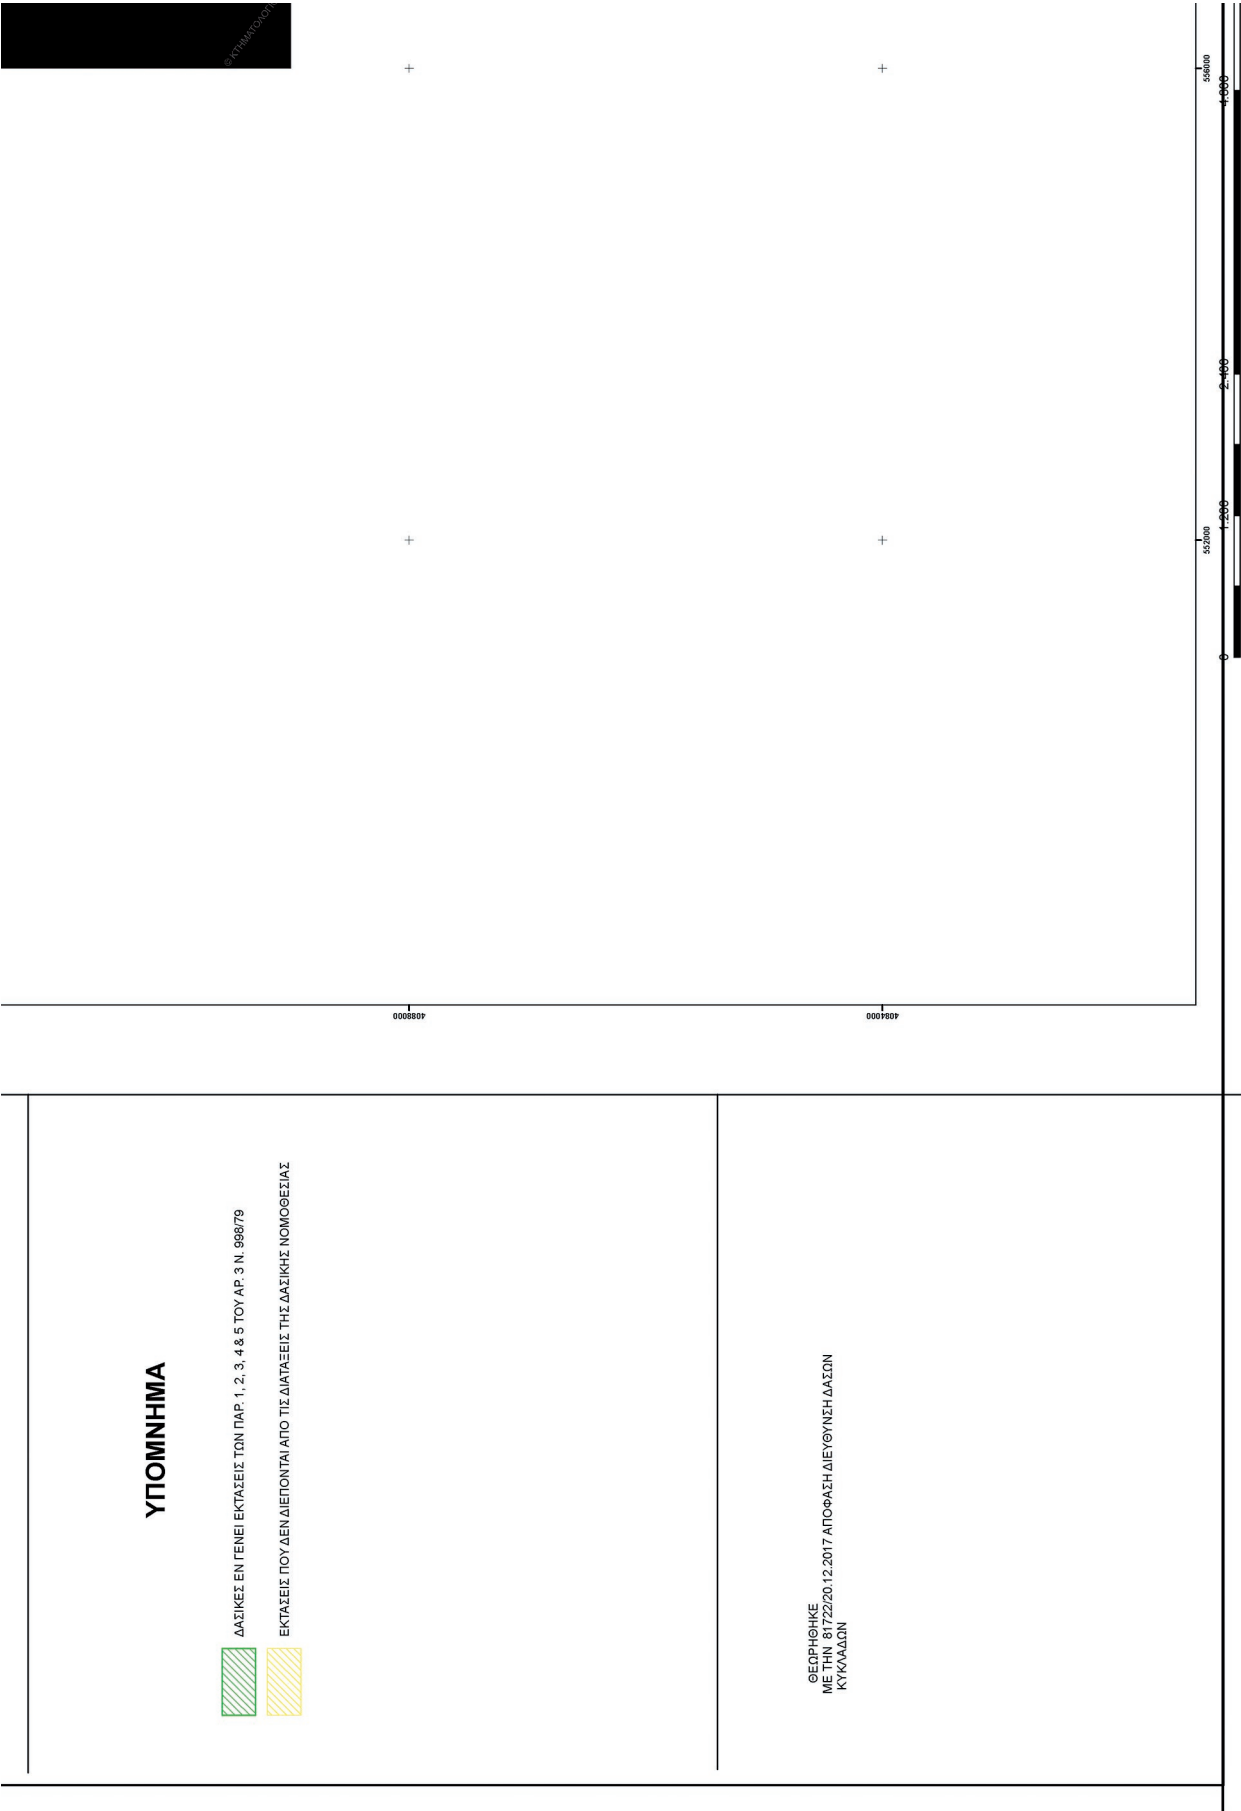 © ΚΤΗΜΑΤΟΛΟΓΙΟ
556000
552000
4088000
4084000
0
1.200
2.400
4.800
ΥΠΟΜΝΗΜΑ
ΔΑΣΙΚΕΣ ΕΝ ΓΕΝΕΙ ΕΚΤΑΣΕΙΣ ΤΩΝ ΠΑΡ. 1, 2, 3, 4 & 5 ΤΟΥ ΑΡ. 3 Ν. 998/79
ΕΚΤΑΣΕΙΣ ΠΟΥ ΔΕΝ ΔΙΕΠΟΝΤΑΙ ΑΠΟ ΤΙΣ ΔΙΑΤΑΞΕΙΣ ΤΗΣ ΔΑΣΙΚΗΣ ΝΟΜΟΘΕΣΙΑΣ
ΘΕΩΡΗΘΗΚΕ
ΜΕ ΤΗΝ 81722/20.12.2017 ΑΠΟΦΑΣΗ ΔΙΕΥΘΥΝΣΗ ΔΑΣΩΝ
ΚΥΚΛΑΔΩΝ